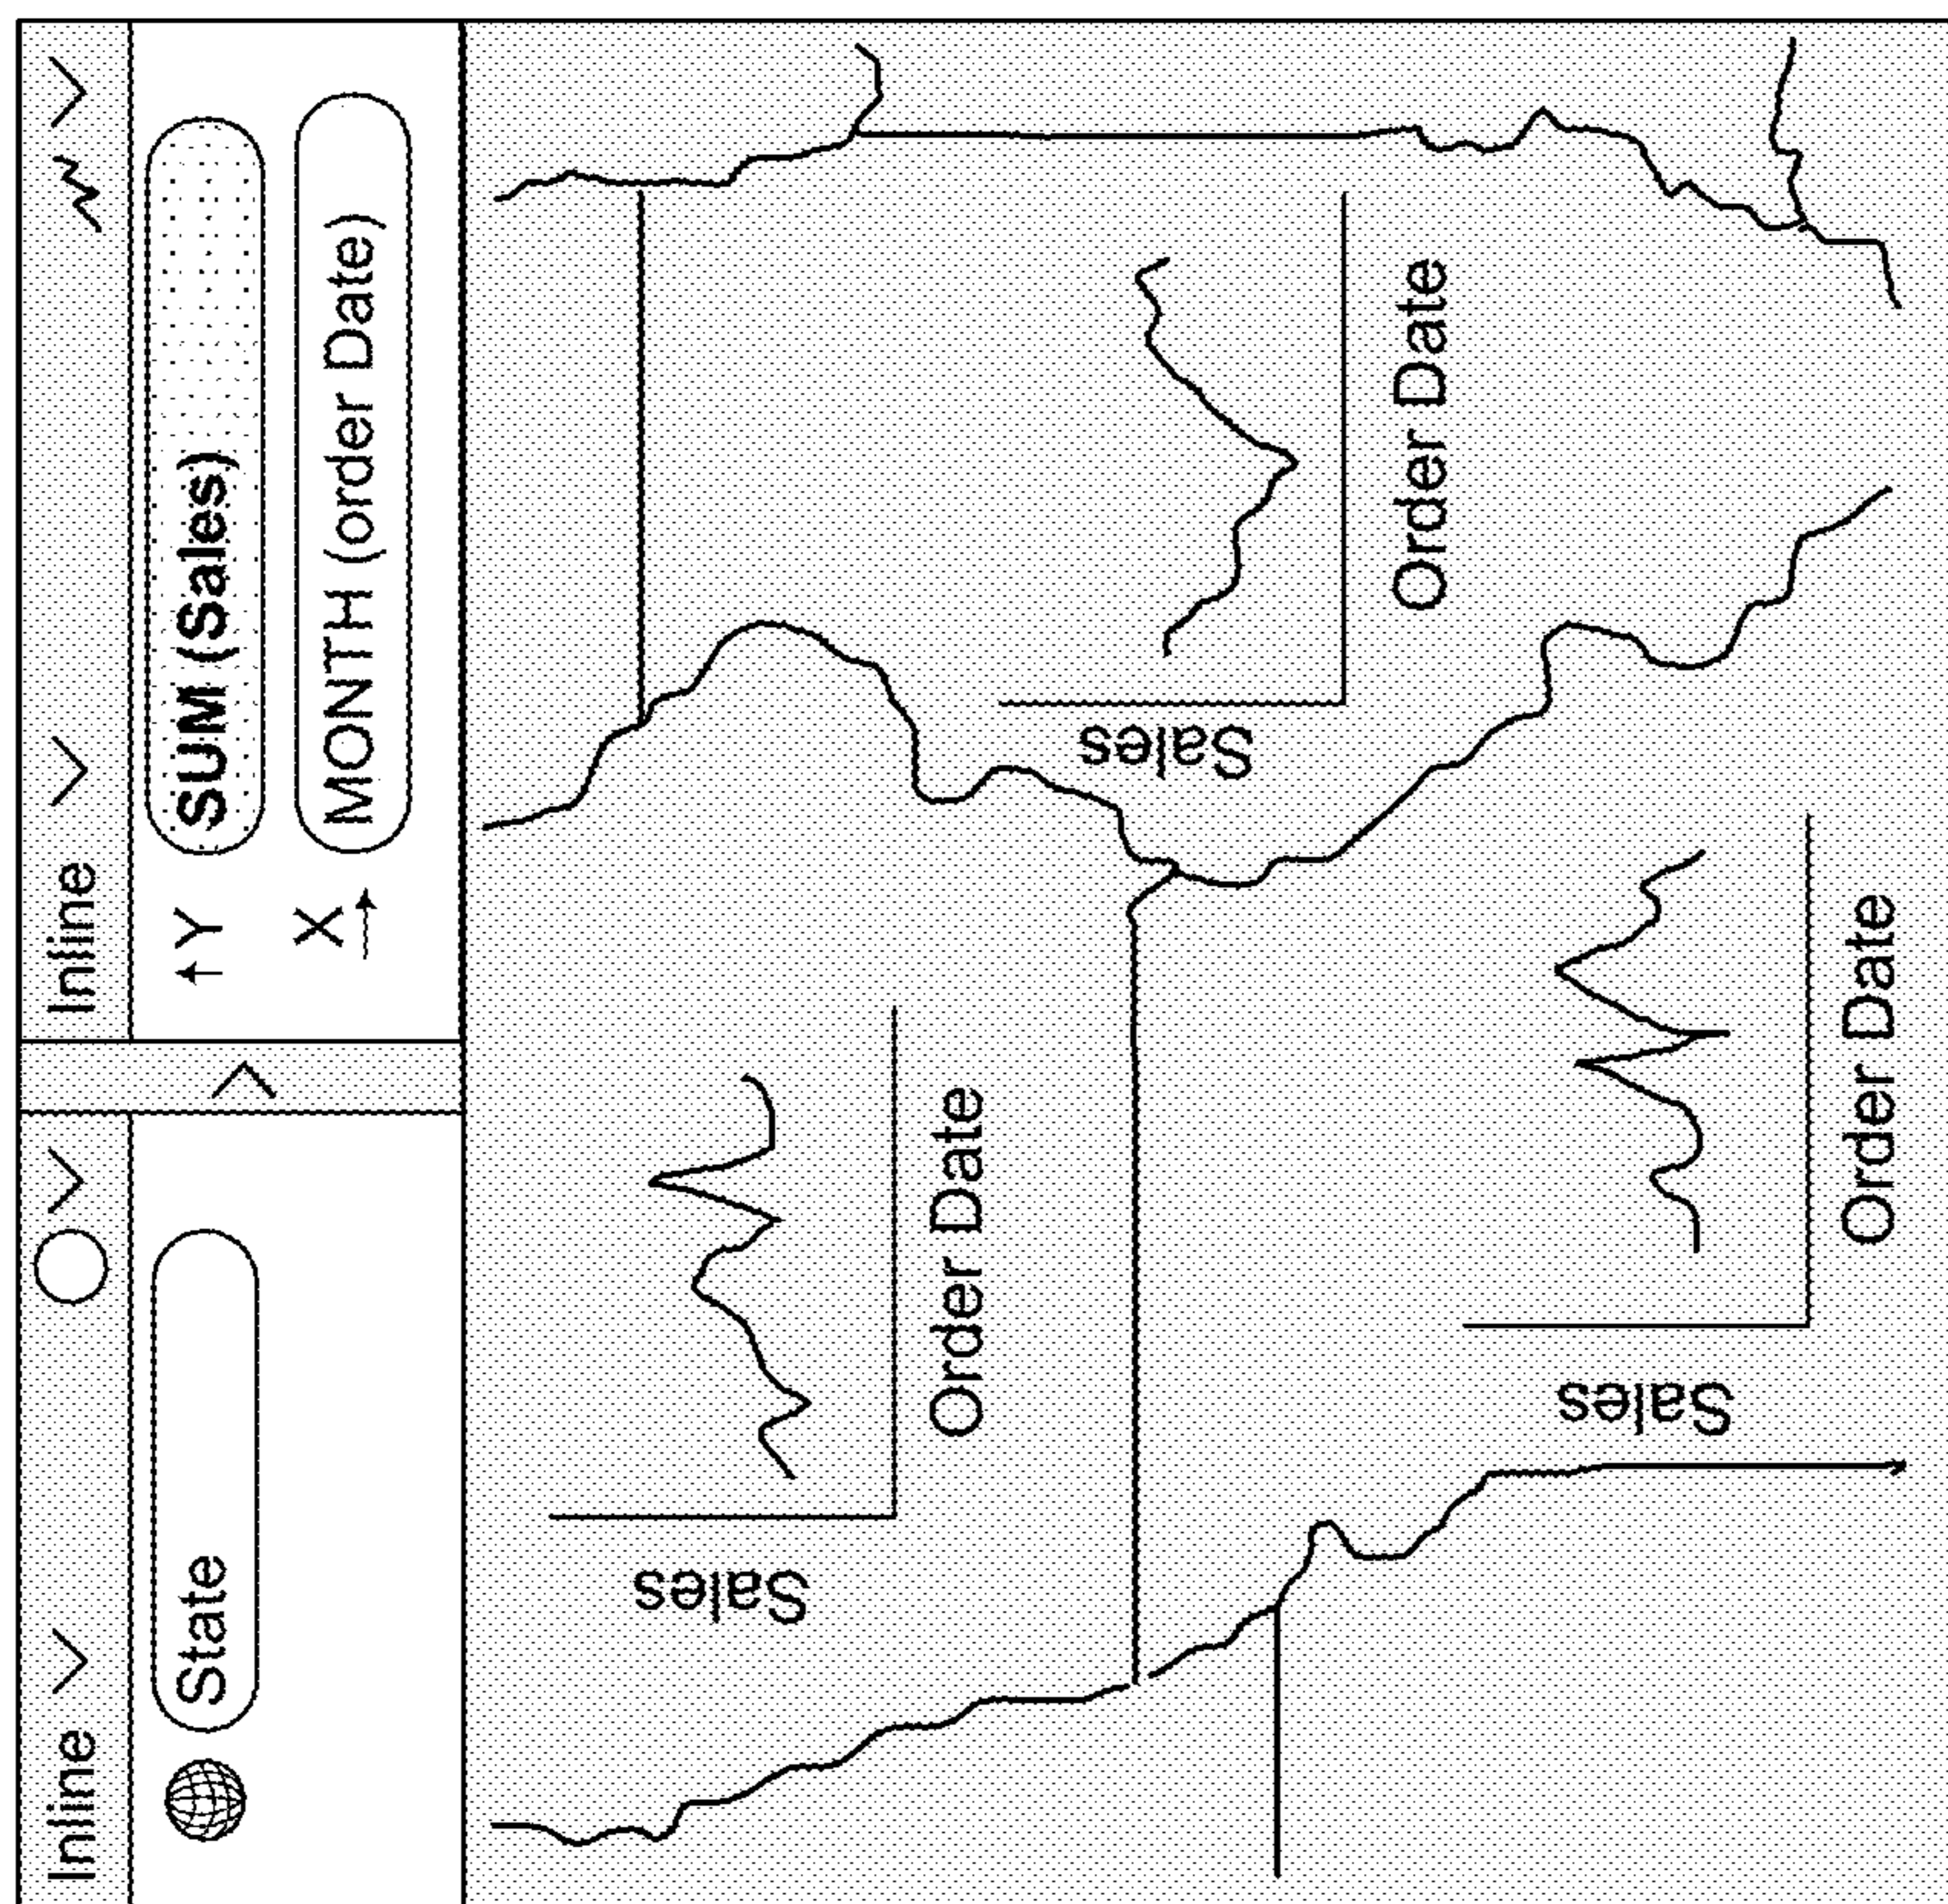 Inline
State
Inline
Y SUM (Sales)
X MONTH (order Date)
Sales
Order Date
Sales
Order Date
Sales
Order Date